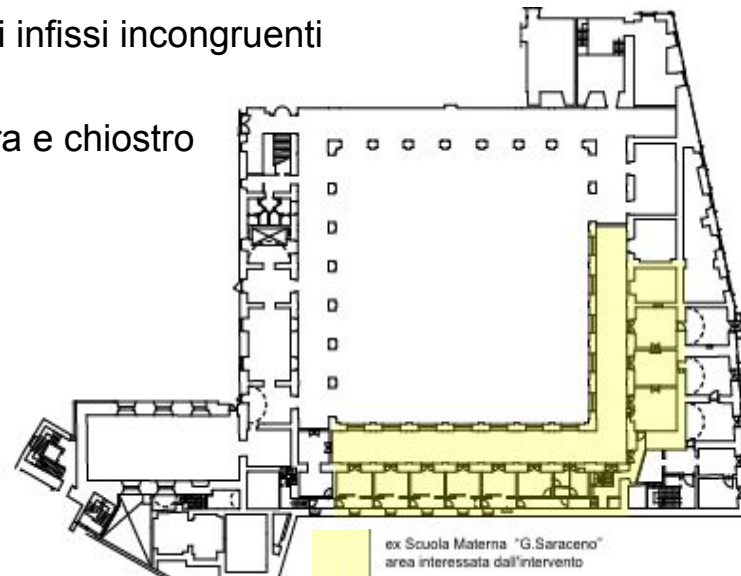 i infissi incongruenti
ra e chiostro
ex Scuola Materna "G.Saraceno"
area interessata dall'intervento